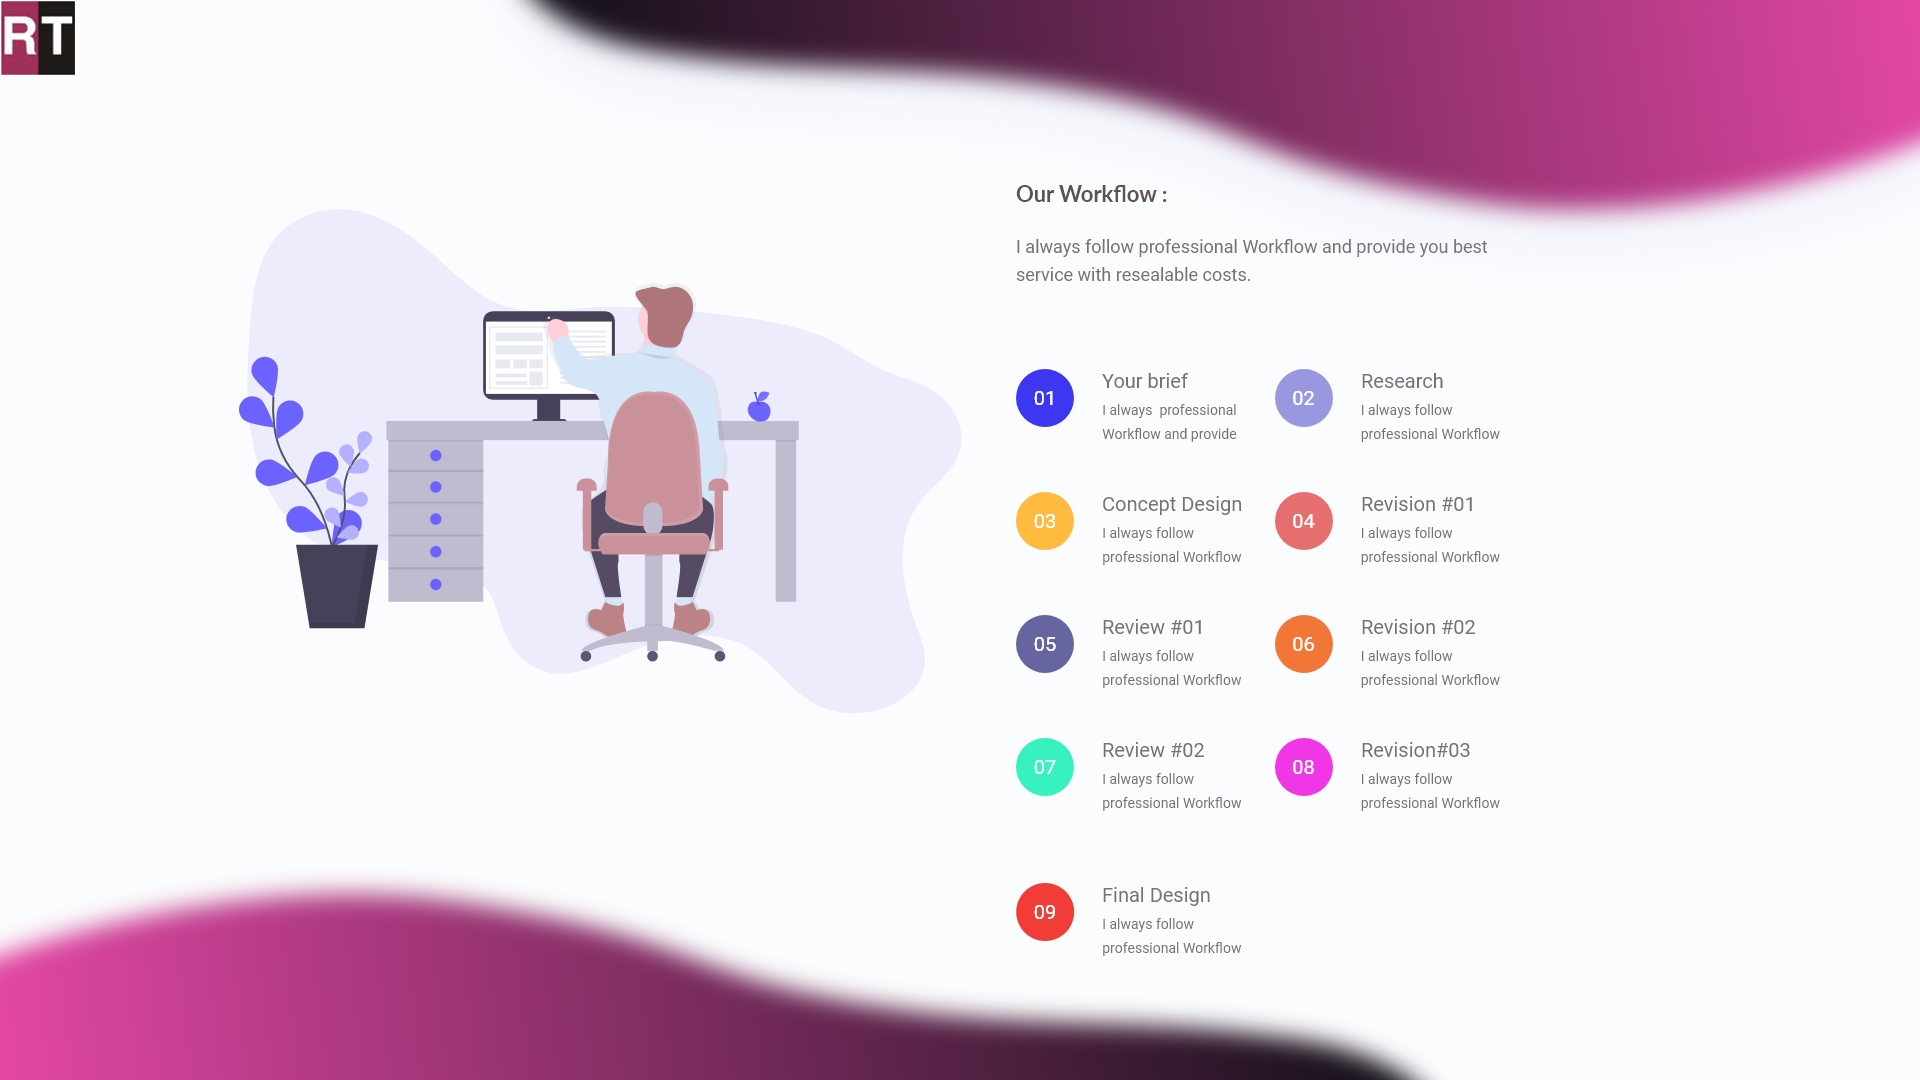 RT
Our Workflow :
I always follow professional Workflow and provide you best
service with resealable costs.
01
Your brief
I always  professional
Workflow and provide
02
Research
I always follow
professional Workflow
03
Concept Design
I always follow
professional Workflow
04
Revision #01
I always follow
professional Workflow
05
Review #01
I always follow
professional Workflow
06
Revision #02
I always follow
professional Workflow
07
Review #02
I always follow
professional Workflow
08
Revision#03
I always follow
professional Workflow
09
Final Design
I always follow
professional Workflow